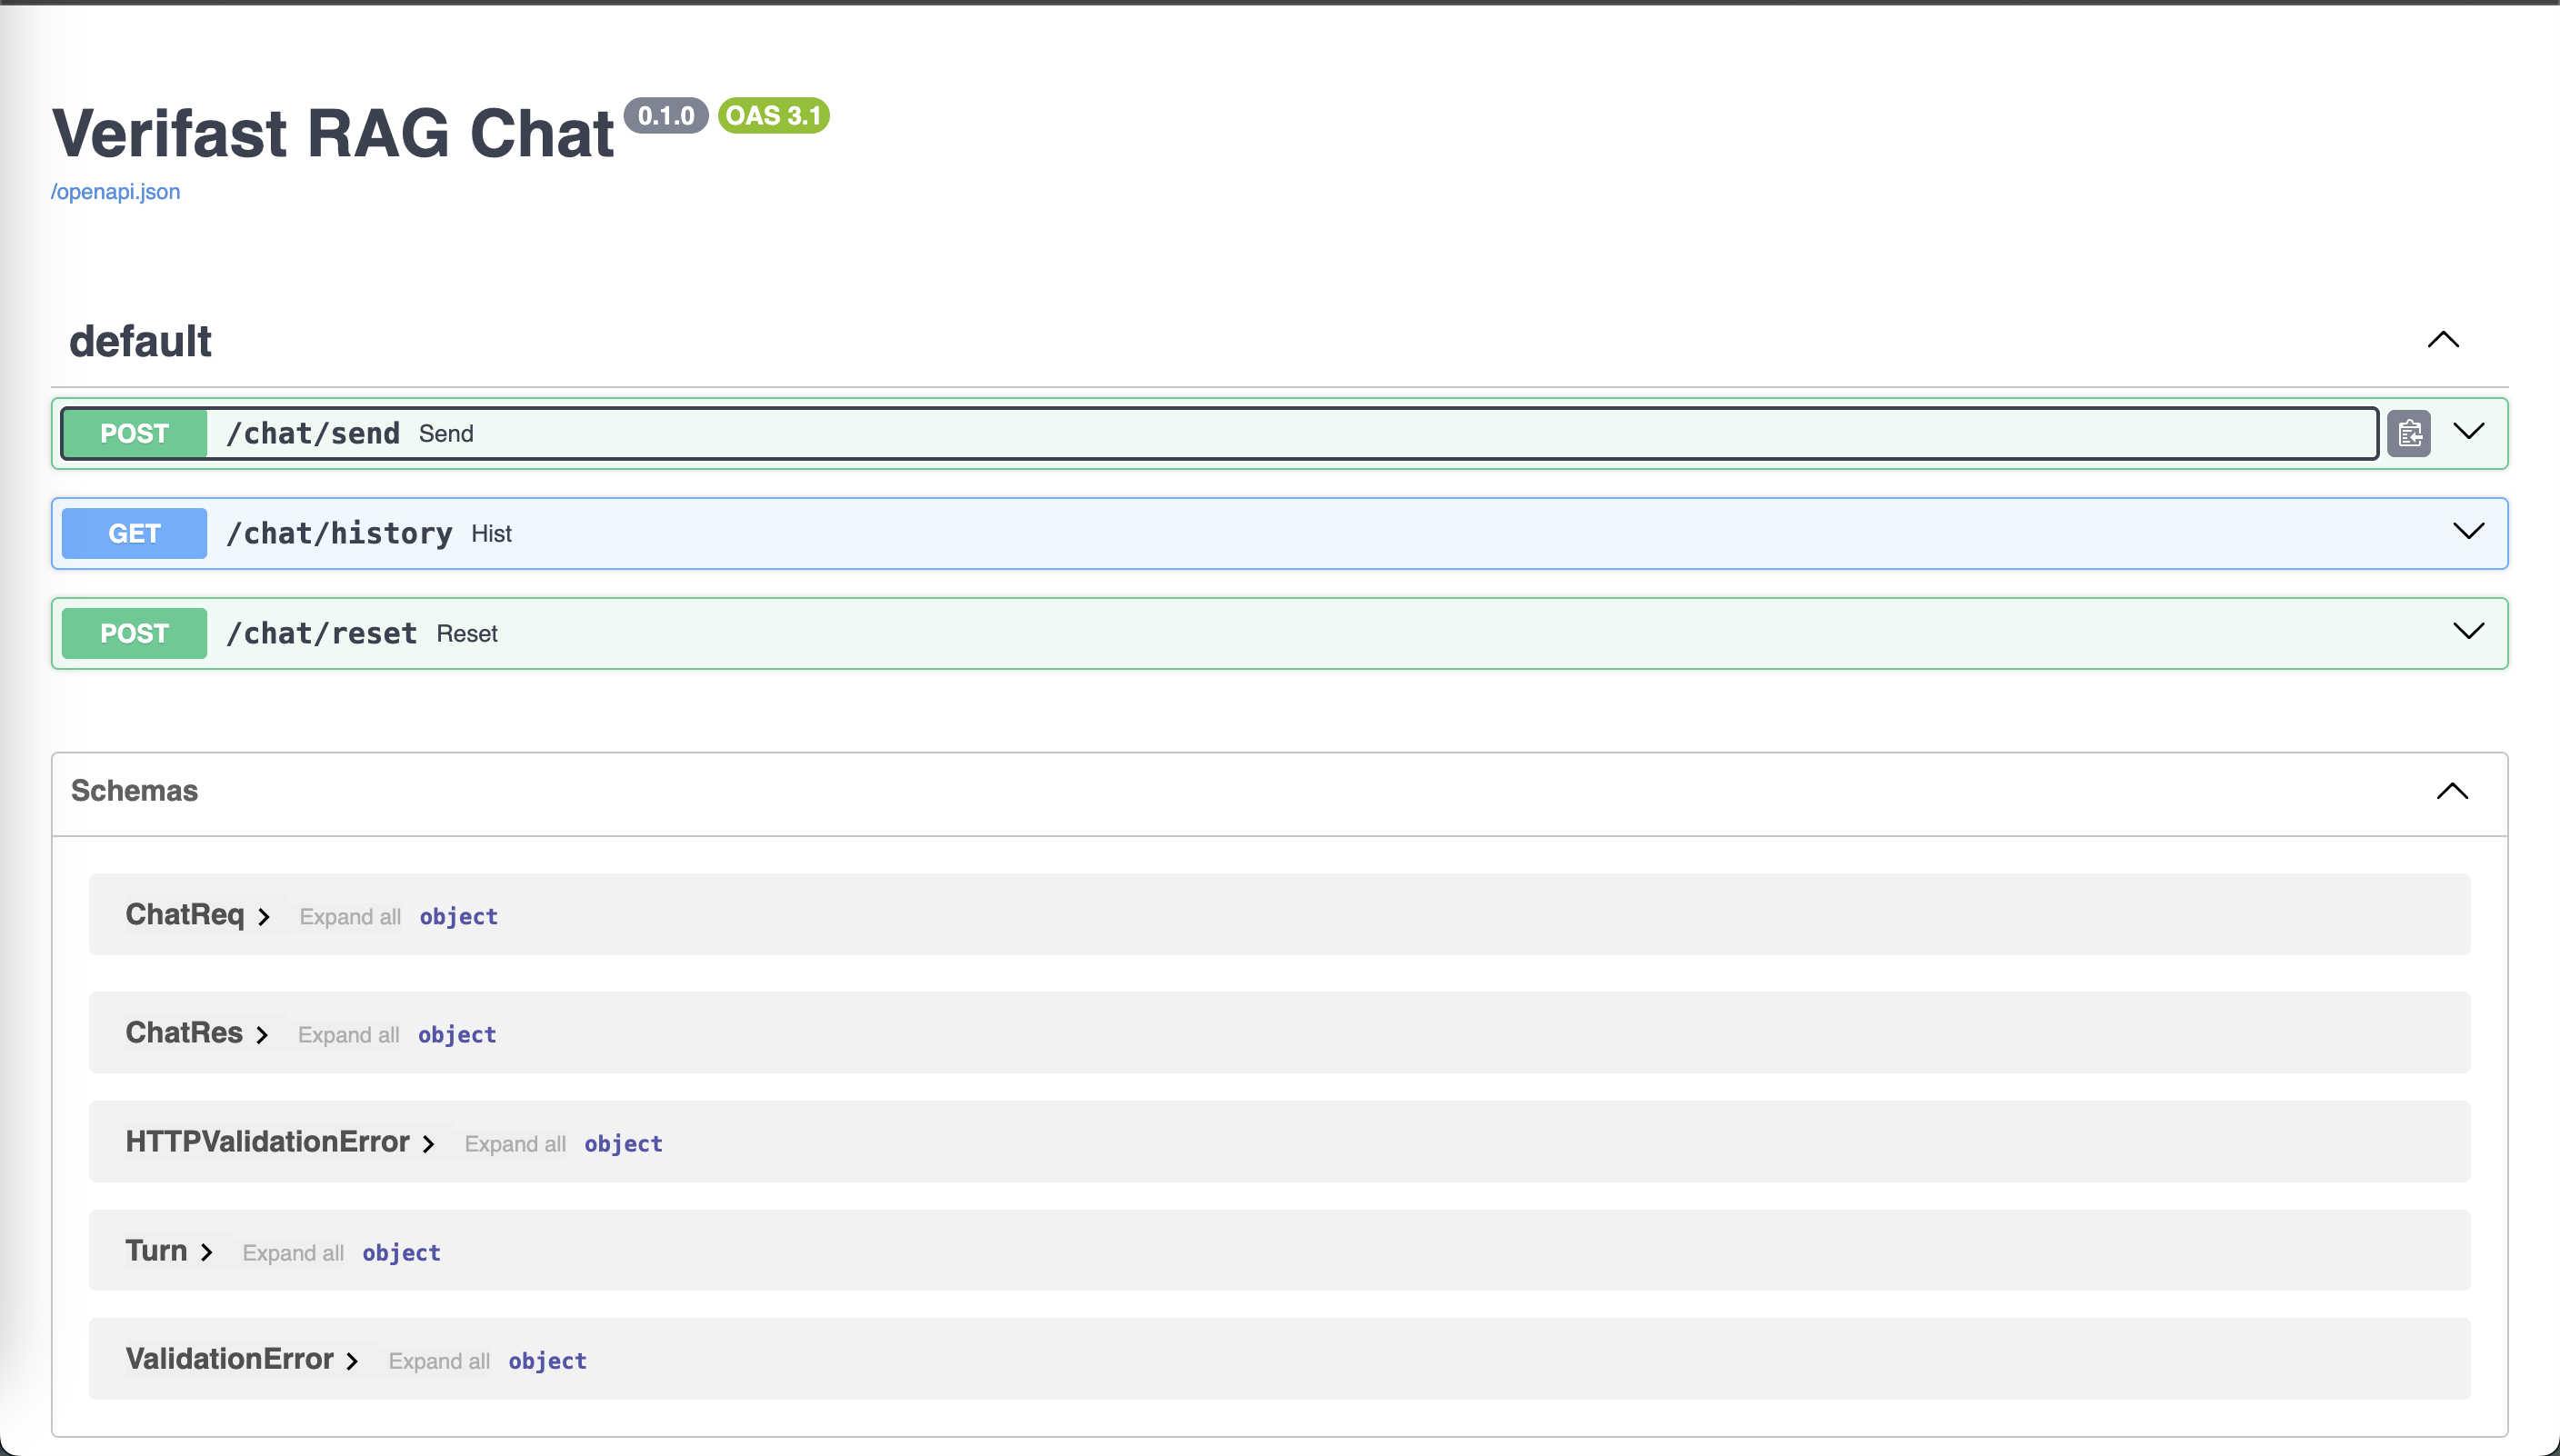 Verifast RAG Chat 0.1.0 OAS 3.1
/openapi.json
default
POST /chat/send Send
GET /chat/history Hist
POST /chat/reset Reset
Schemas
ChatReq Expand all object
ChatRes Expand all object
HTTPValidationError Expand all object
Turn Expand all object
ValidationError Expand all object